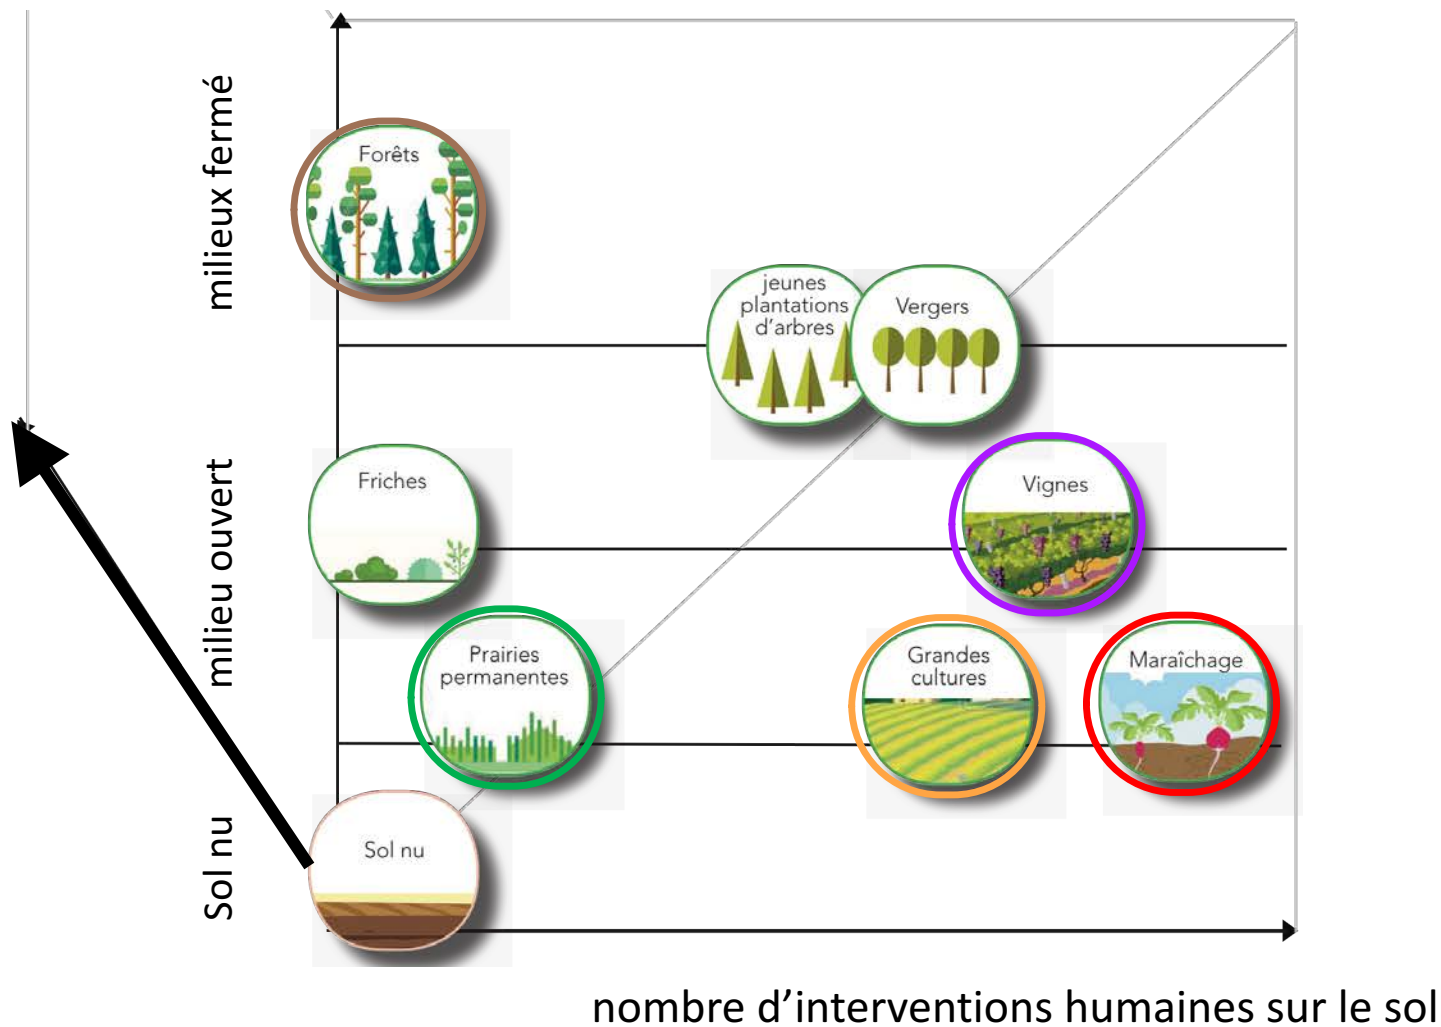 milieux fermé
Forêts
jeunes
plantations
d’arbres
Vergers
milieu ouvert
Friches
Vignes
Prairies
permanentes
Grandes
cultures
Maraîchage
Sol nu
Sol nu
nombre d’interventions humaines sur le sol